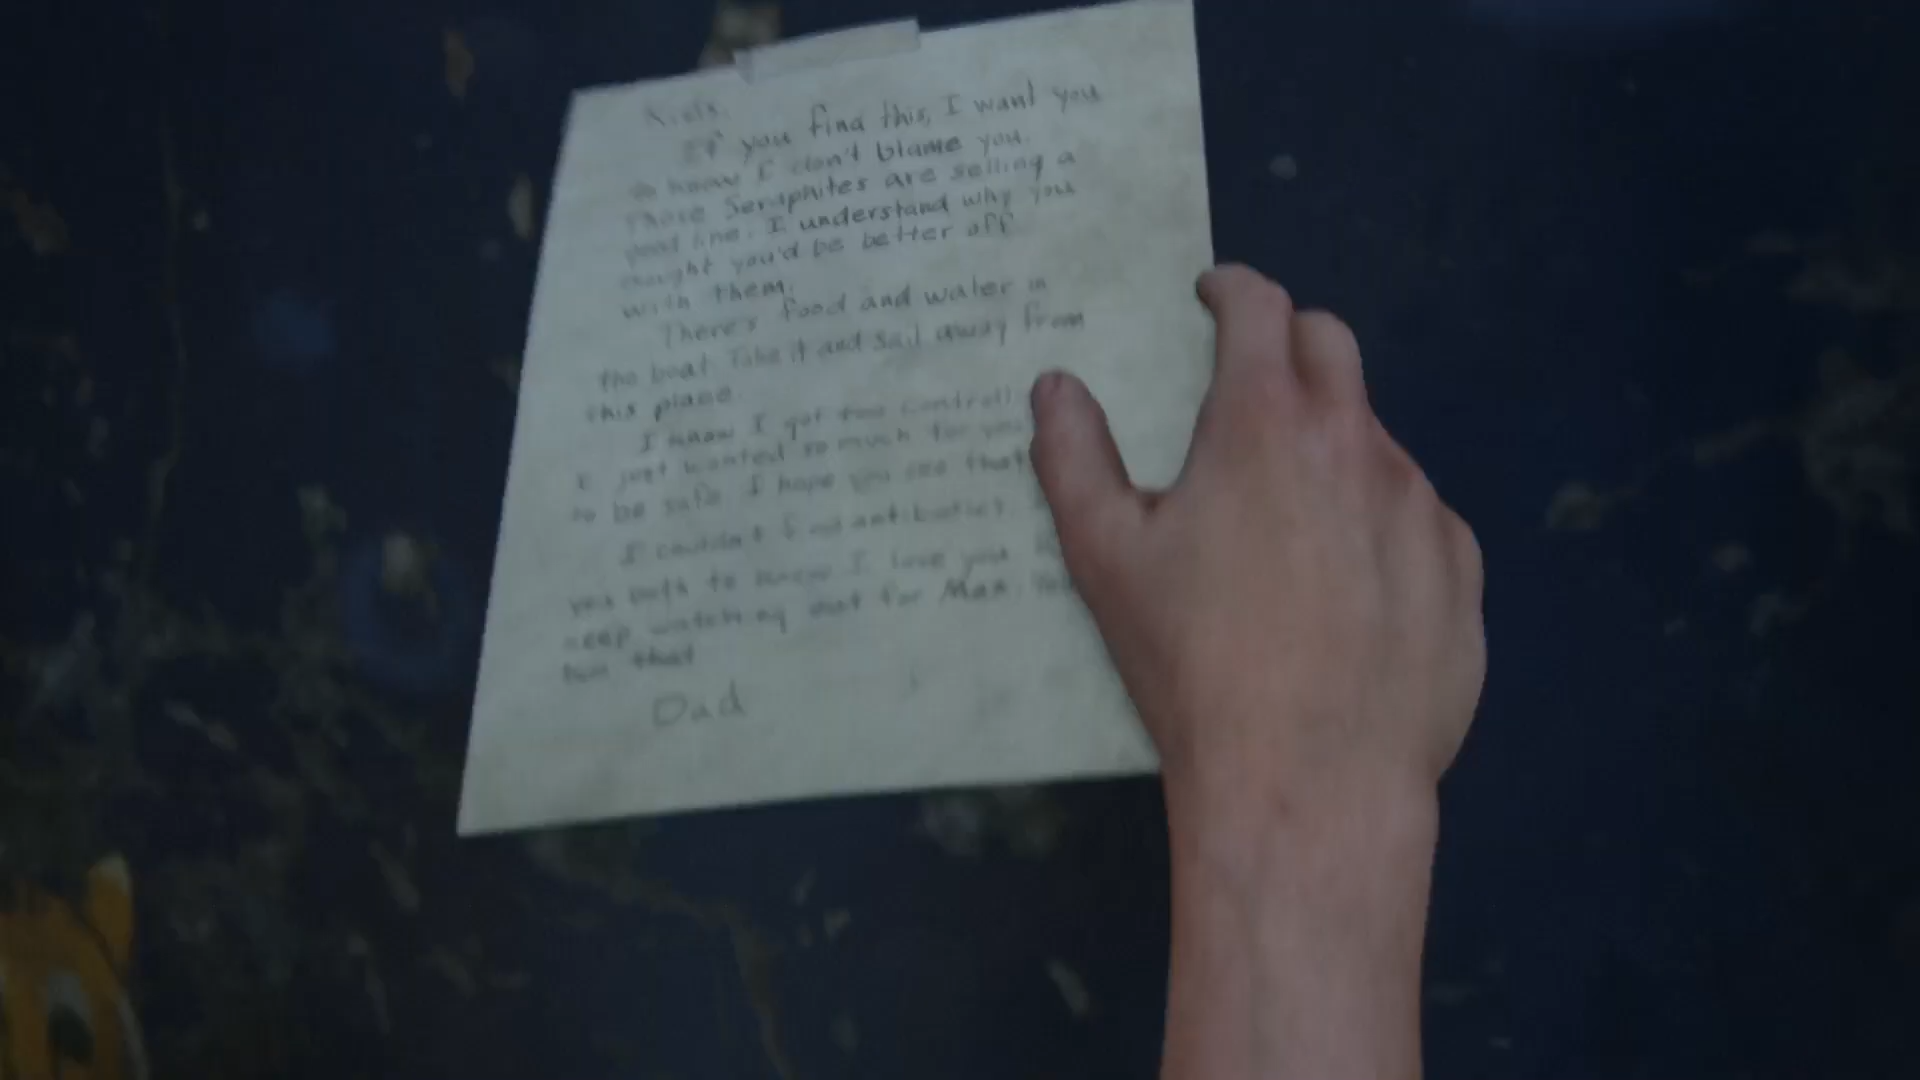 If you find this, I want you
to know I don't blame you.
Those Seraphites are selling a
good line. I understand why you
thought you'd be better off
with them.
There's food and water in
the boat. Take it and sail away from
this place.
I know I got too controlli
I just wanted so much for you
to be safe I hope you see that
I couldn't find antibiotics.
you both to know I love you
keep watching out for Max.
him that
Dad